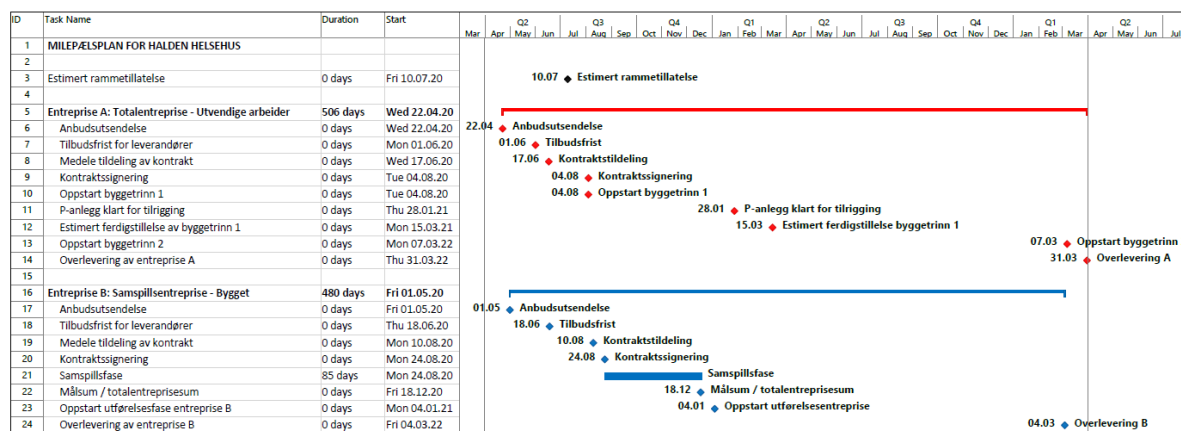 ID Task Name Duration Start Q2 Q3 Q4 Q1 Q2 Q3 Q4 Q1 Q2
Mar Apr May Jun Jul Aug Sep Oct Nov Dec Jan Feb Mar Apr May Jun Jul Aug Sep Oct Nov Dec Jan Feb Mar Apr May Jun Jul
1 MILEPÆLSPLAN FOR HALDEN HELSEHUS
2
3 Estimert rammetillatelse 0 days Fri 10.07.20 10.07 Estimert rammetillatelse
4
5 Entreprise A: Totalentreprise - Utvendige arbeider 506 days Wed 22.04.20
6 Anbudsutsendelse 0 days Wed 22.04.20 22.04 Anbudsutsendelse
7 Tilbudsfrist for leverandører 0 days Mon 01.06.20 01.06 Tilbudsfrist
8 Medele tildeling av kontrakt 0 days Wed 17.06.20 17.06 Kontraktstildeling
9 Kontraktssignering 0 days Tue 04.08.20 04.08 Kontraktssignering
10 Oppstart byggetrinn 1 0 days Tue 04.08.20 04.08 Oppstart byggetrinn 1
11 P-anlegg klart for tilrigging 0 days Thu 28.01.21 28.01 P-anlegg klart for tilrigging
12 Estimert ferdigstillelse av byggetrinn 1 0 days Mon 15.03.21 15.03 Estimert ferdigstillelse byggetrinn 1
13 Oppstart byggetrinn 2 0 days Mon 07.03.22 07.03 Oppstart byggetrinn
14 Overlevering av entreprise A 0 days Thu 31.03.22 31.03 Overlevering A
15
16 Entreprise B: Samspillsentreprise - Bygget 480 days Fri 01.05.20
17 Anbudsutsendelse 0 days Fri 01.05.20 01.05 Anbudsutsendelse
18 Tilbudsfrist for leverandører 0 days Thu 18.06.20 18.06 Tilbudsfrist
19 Medele tildeling av kontrakt 0 days Mon 10.08.20 10.08 Kontraktstildeling
20 Kontraktssignering 0 days Mon 24.08.20 24.08 Kontraktssignering
21 Samspillsfase 85 days Mon 24.08.20 Samspillsfase
22 Målsum / totalentreprisesum 0 days Fri 18.12.20 18.12 Målsum / totalentreprisesum
23 Oppstart utførelsesfase entreprise B 0 days Mon 04.01.21 04.01 Oppstart utførelsesentreprise
24 Overlevering av entreprise B 0 days Fri 04.03.22 04.03 Overlevering B